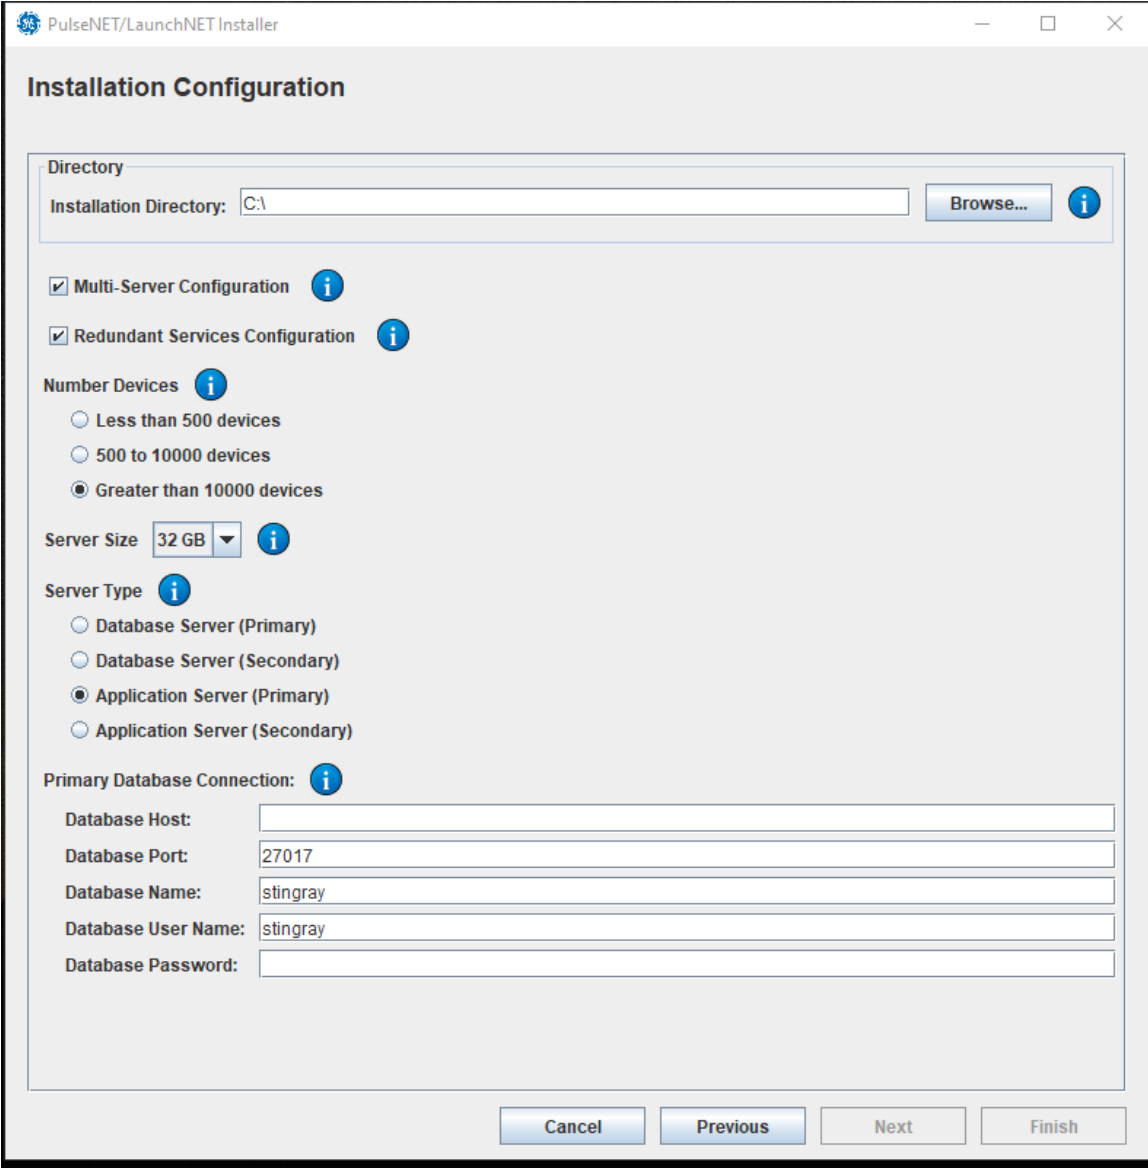 PulseNET/LaunchNET Installer
Installation Configuration
Directory
Installation Directory: C:\ Browse...
Multi-Server Configuration
Redundant Services Configuration
Number Devices
Less than 500 devices
500 to 10000 devices
Greater than 10000 devices
Server Size 32 GB
Server Type
Database Server (Primary)
Database Server (Secondary)
Application Server (Primary)
Application Server (Secondary)
Primary Database Connection:
Database Host:
Database Port: 27017
Database Name: stingray
Database User Name: stingray
Database Password:
Cancel Previous Next Finish